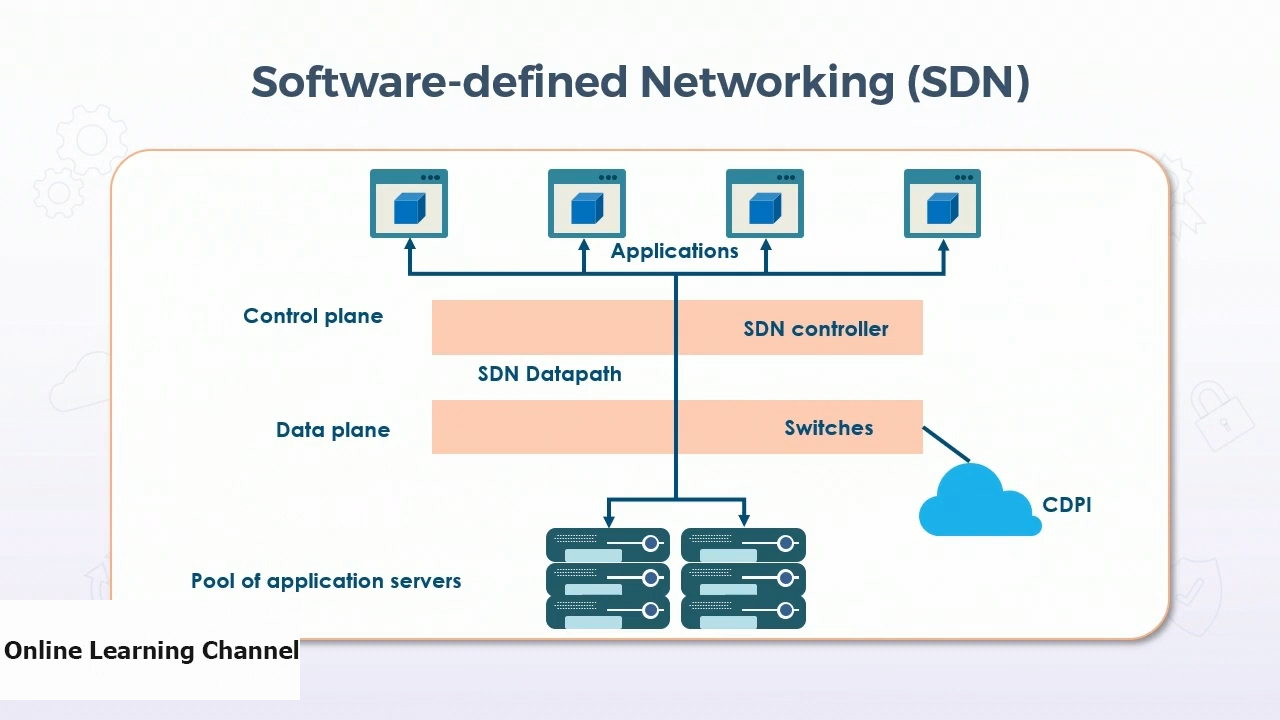 Software-defined Networking (SDN)
Applications
Control plane
SDN controller
SDN Datapath
Data plane
Switches
CDPI
Pool of application servers
Online Learning Channel